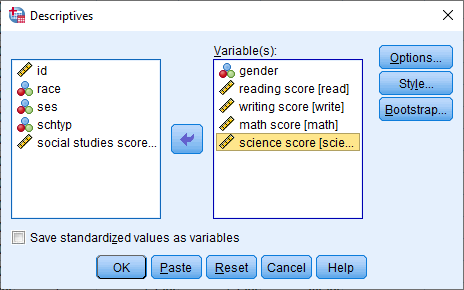 Descriptives
Variable(s):
id
race
ses
schtyp
social studies score...
gender
reading score [read]
writing score [write]
math score [math]
science score [scie...
Options...
Style...
Bootstrap...
Save standardized values as variables
OK
Paste
Reset
Cancel
Help